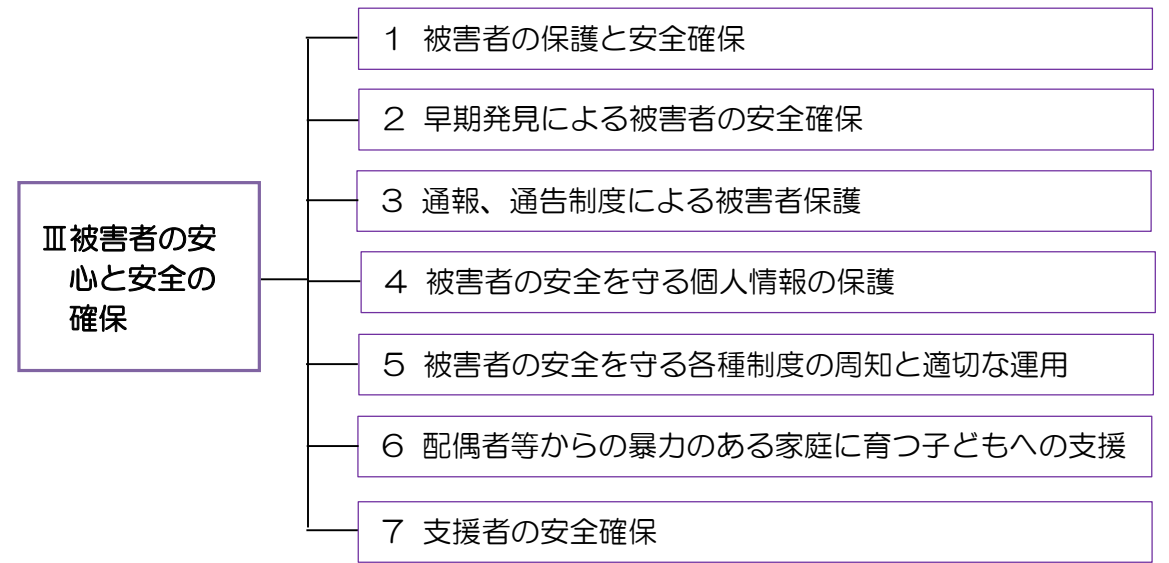 Ⅲ被害者の安
心と安全の
確保
１ 被害者の保護と安全確保
２ 早期発見による被害者の安全確保
３ 通報、通告制度による被害者保護
４ 被害者の安全を守る個人情報の保護
５ 被害者の安全を守る各種制度の周知と適切な運用
６ 配偶者等からの暴力のある家庭に育つ子どもへの支援
７ 支援者の安全確保